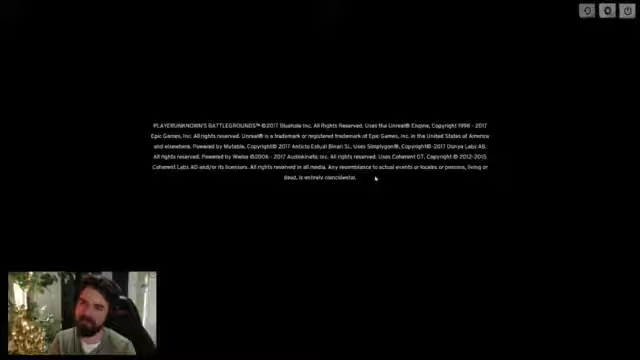 PLAYERUNKNOWN'S BATTLEGROUNDS™ ©2017 Bluehole Inc. All Rights Reserved. Uses the Unreal® Engine, Copyright 1998 - 2017
Epic Games, Inc. All rights reserved. Unreal® is a trademark or registered trademark of Epic Games, Inc. in the United States of America
and elsewhere. Powered by Mutable, Copyright© 2017 Anticto Estudi Binari SL. Uses Simplygon®, Copyright© 2017 Donya Labs AB.
All rights reserved. Powered by Wwise ©2006 - 2017 Audiokinetic Inc. All rights reserved. Uses Coherent GT, Copyright © 2012-2015
Coherent Labs AD and/or its licensors. All rights reserved in all media. Any resemblance to actual events or locales or persons, living or
dead, is entirely coincidental.